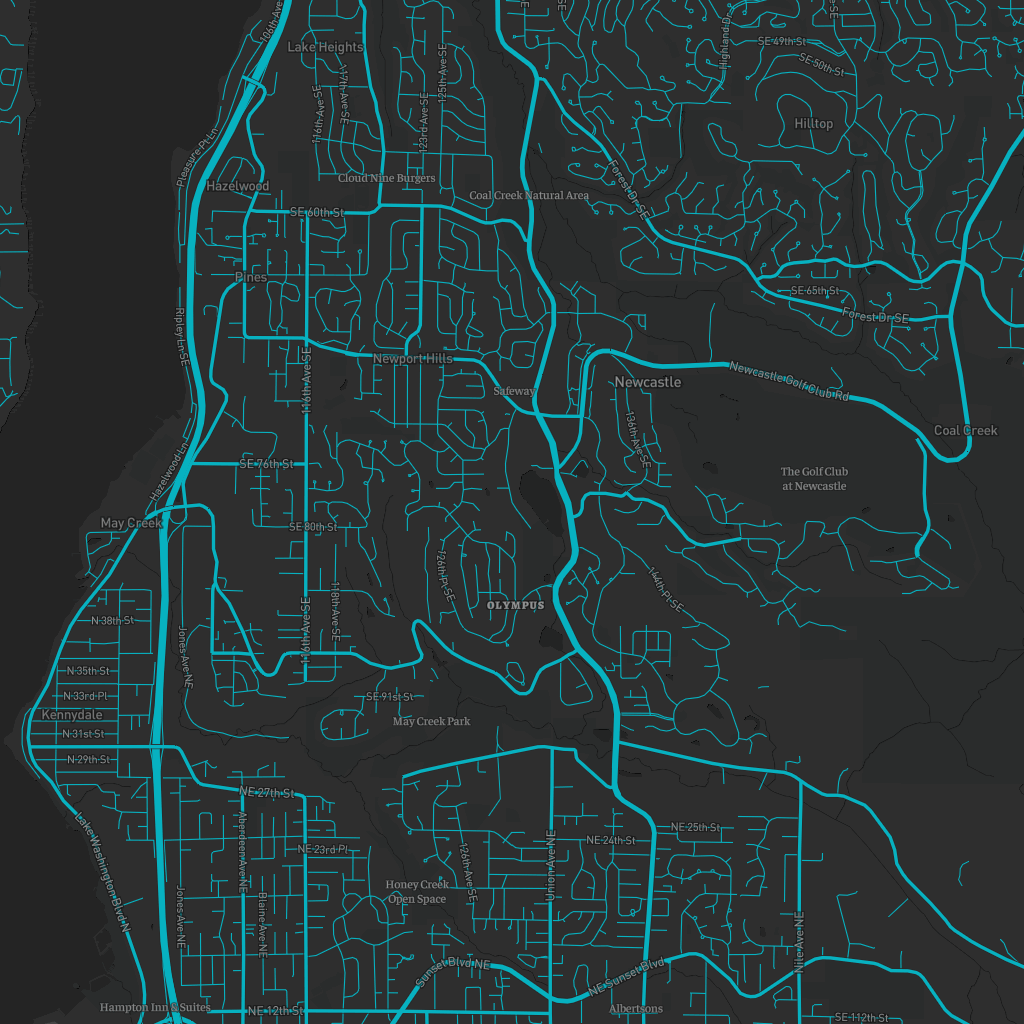 106th Ave
SE
SE
SE
Lake Heights
117th Ave SE
116th Ave SE
125th Ave SE
123rd Ave SE
Highland Dr
SE 49th St
SE 50th St
Hilltop
Pleasure Pt Ln
Cloud Nine Burgers
Hazelwood
Coal Creek Natural Area
Forest Dr SE
SE 60th St
Pines
SE 65th St
Forest Dr SE
Ripley Ln SE
Newport Hills
116th Ave SE
Safeway
Newcastle
Newcastle Golf Club Rd
136th Ave SE
Coal Creek
Hazelwood Ln
SE 76th St
The Golf Club
at Newcastle
May Creek
SE 80th St
126th Pl SE
144th Pl SE
OLYMPUS
N 38th St
118th Ave SE
116th Ave SE
Jones Ave NE
N 35th St
N 33rd Pl
SE 91st St
Kennydale
May Creek Park
N 31st St
N 29th St
NE 27th St
Lake Washington Blvd N
Aberdeen Ave NE
NE 25th St
NE 24th St
NE 23rd Pl
126th Ave SE
Union Ave NE
Honey Creek
Open Space
Jones Ave NE
Blaine Ave NE
Nile Ave NE
Sunset Blvd NE
NE Sunset Blvd
Hampton Inn & Suites
NE 12th St
Albertsons
SE 112th St